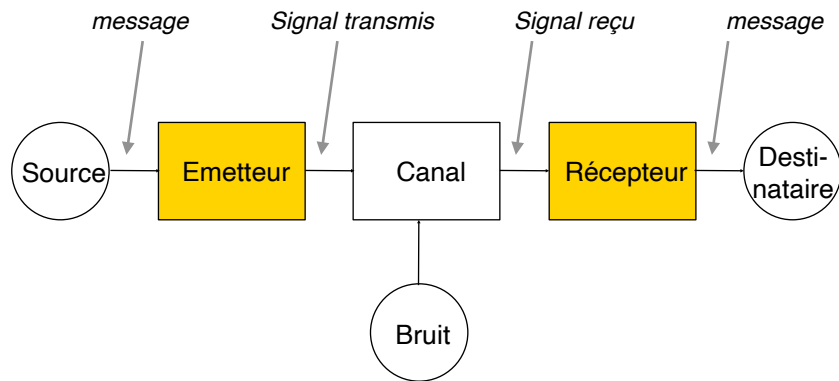 message
Signal transmis
Signal reçu
message
Source
Emetteur
Canal
Récepteur
Desti-
nataire
Bruit